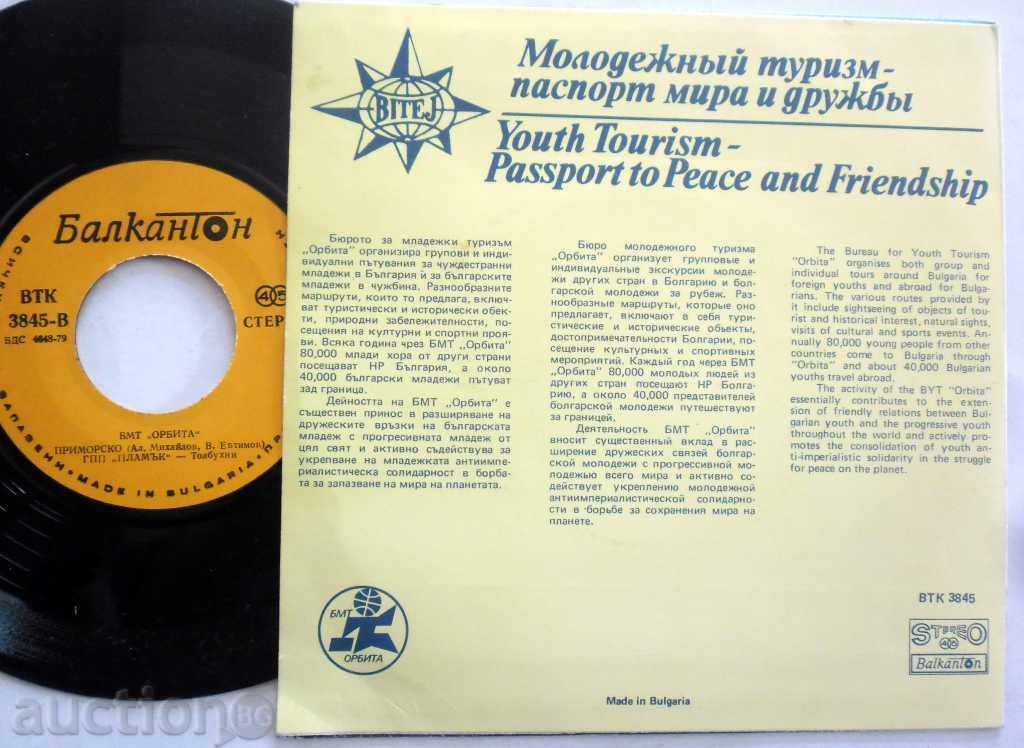 Балкантон
ВТК
3845-В
БДС 4048-79
45
СТЕР
БМТ „ОРБИТА"
ПРИМОРСКО (Ал. Михайлов, В. Евтимов)
ГПП "ПЛАМЪК" — Толбухин
ЗАПАЗЕНИ • MADE IN BULGARIA •
BITEJ
Молодежный туризм -
паспорт мира и дружбы
Youth Tourism -
Passport to Peace and Friendship
Бюрото за младежки туризъм
„Орбита" организира групови и инди-
видуални пътувания за чуждестранни
младежи в България и за българските
младежи в чужбина. Разнообразните
маршрути, които то предлага, включ-
ват туристически и исторически обек-
ти, природни забележителности, по-
сещения на културни и спортни проя-
ви. Всяка година чрез БМТ „Орбита"
80,000 млади хора от други страни
посещават НР България, а около
40,000 български младежи пътуват
зад граница.
Дейността на БМТ „Орбита" е
съществен принос в разширяване на
дружеските връзки на българската
младеж с прогресивната младеж от
цял свят и активно съдействува за
укрепване на младежката антиимпе-
риалистическа солидарност в борба-
та за запазване на мира на планетата.
Бюро молодежного туризма
„Орбита" организует групповые и
индивидуальные экскурсии молоде-
жи других стран в Болгарию и бол-
гарской молодежи за рубеж. Раз-
нообразные маршруты, которые оно
предлагает, включают в себя тури-
стические и исторические объекты,
достопримечательности Болгарии, по-
сещение культурных и спортивных
мероприятий. Каждый год через БМТ
„Орбита" 80,000 молодых людей из
других стран посещают НР Болга-
рию, а около 40,000 представителей
болгарской молодежи путешествуют
за границей.
Деятельность БМТ „Орбита"
вносит существенный вклад в рас-
ширение дружеских связей болгар-
ской молодежи с прогрессивной мо-
лодежью всего мира и активно со-
действует укреплению молодежной
антиимпериалистической солидарно-
сти в борьбе за сохранения мира на
планете.
The Bureau for Youth Tourism
"Orbita" organises both group and
individual tours around Bulgaria for
foreign youths and abroad for Bulga-
rians. The various routes provided by
it include sightseeing of objects of tou-
rist and historical interest, natural sights,
visits of cultural and sports events. An-
nually 80,000 young people from other
countries come to Bulgaria through
"Orbita" and about 40,000 Bulgarian
youths travel abroad.
The activity of the BYT "Orbita"
essentially contributes to the exten-
sion of friendly relations between Bul-
garian youth and the progressive youth
throughout the world and actively pro-
motes the consolidation of youth an-
ti-imperialistic solidarity in the struggle
for peace on the planet.
БМТ
ОРБИТА
ВТК 3845
STEREO
45
Balkanton
Made in Bulgaria
auction BG